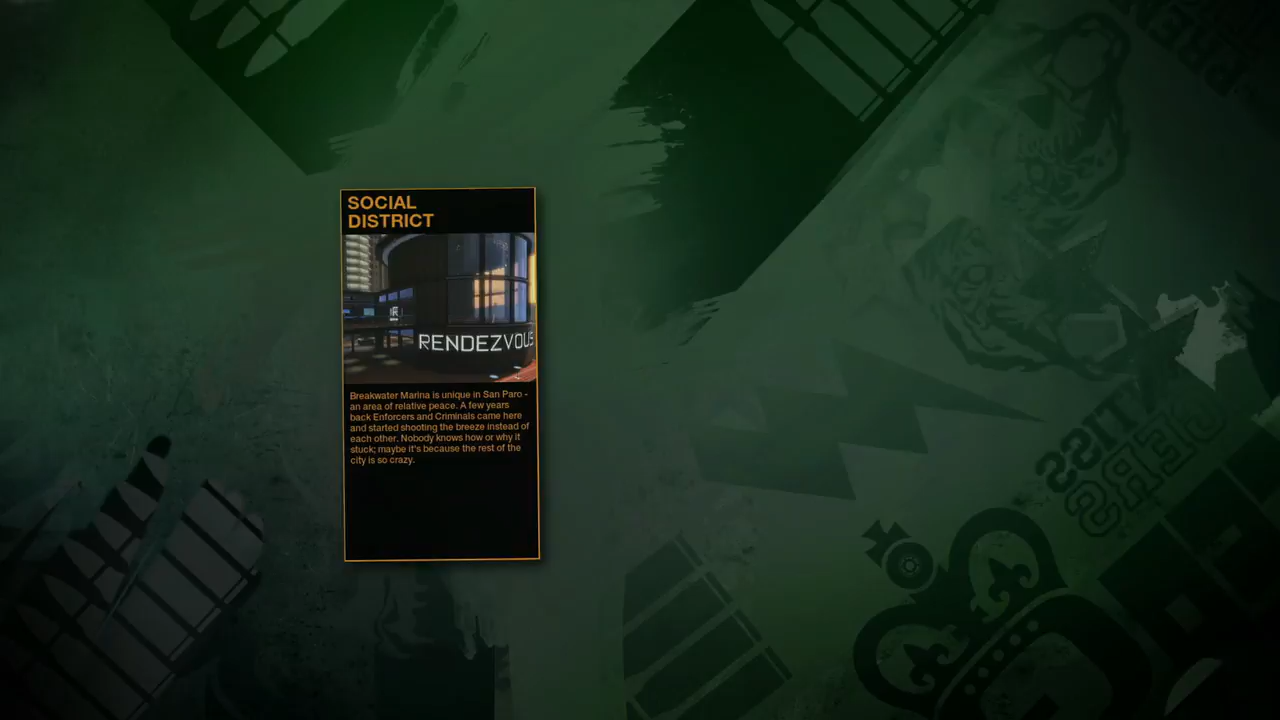 SOCIAL
DISTRICT
RENDEZVOUS
Breakwater Marina is unique in San Paro -
an area of relative peace. A few years
back Enforcers and Criminals came here
and started shooting the breeze instead of
each other. Nobody knows how or why it
stuck; maybe it's because the rest of the
city is so crazy.